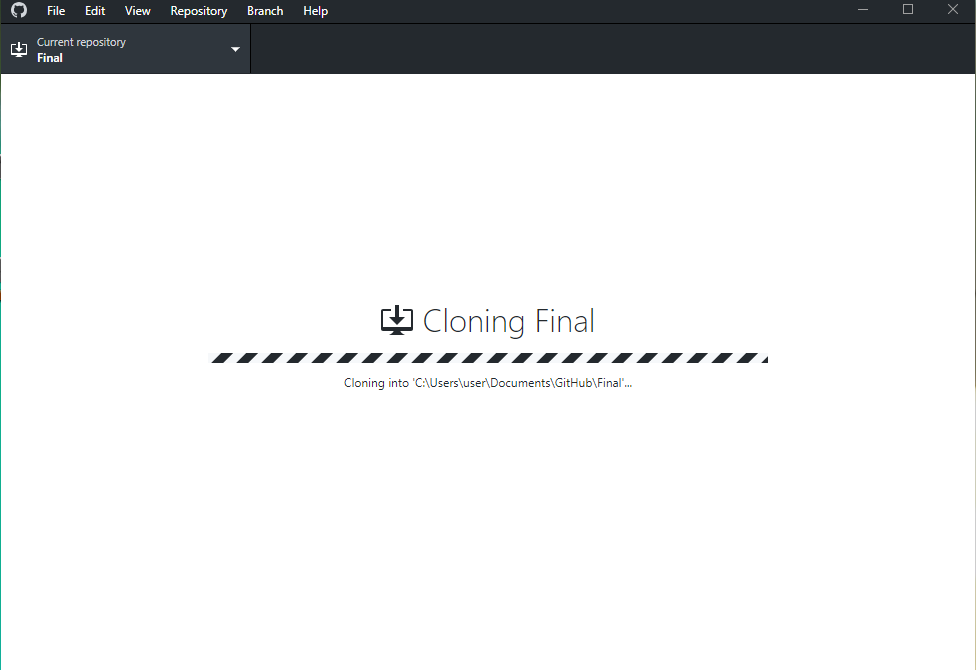 File Edit View Repository Branch Help
Current repository
Final
Cloning Final
Cloning into 'C:\Users\user\Documents\GitHub\Final'...